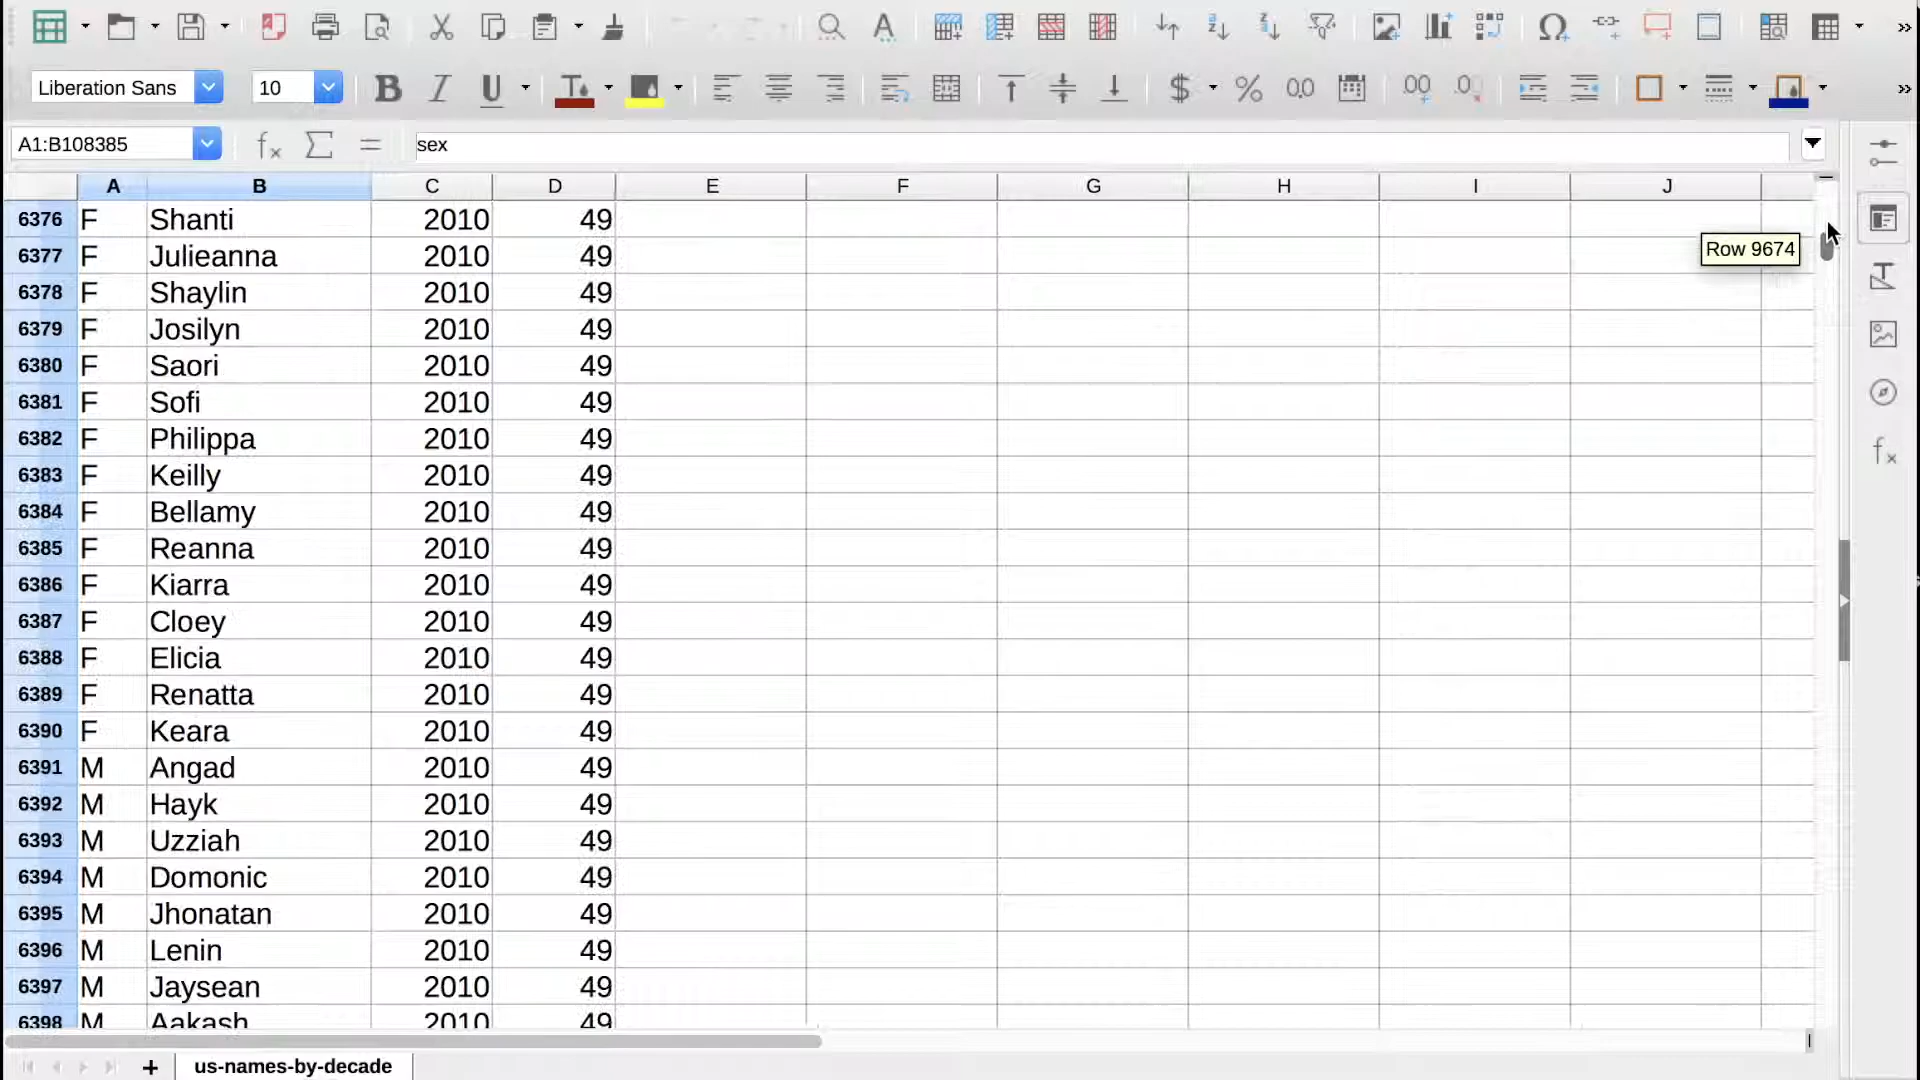 Liberation Sans 10
A1:B108385 sex
A B C D E F G H I J
6376 F Shanti 2010 49
Row 9674
6377 F Julieanna 2010 49
6378 F Shaylin 2010 49
6379 F Josilyn 2010 49
6380 F Saori 2010 49
6381 F Sofi 2010 49
6382 F Philippa 2010 49
6383 F Keilly 2010 49
6384 F Bellamy 2010 49
6385 F Reanna 2010 49
6386 F Kiarra 2010 49
6387 F Cloey 2010 49
6388 F Elicia 2010 49
6389 F Renatta 2010 49
6390 F Keara 2010 49
6391 M Angad 2010 49
6392 M Hayk 2010 49
6393 M Uzziah 2010 49
6394 M Domonic 2010 49
6395 M Jhonatan 2010 49
6396 M Lenin 2010 49
6397 M Jaysean 2010 49
6398 M Aakash 2010 49
us-names-by-decade